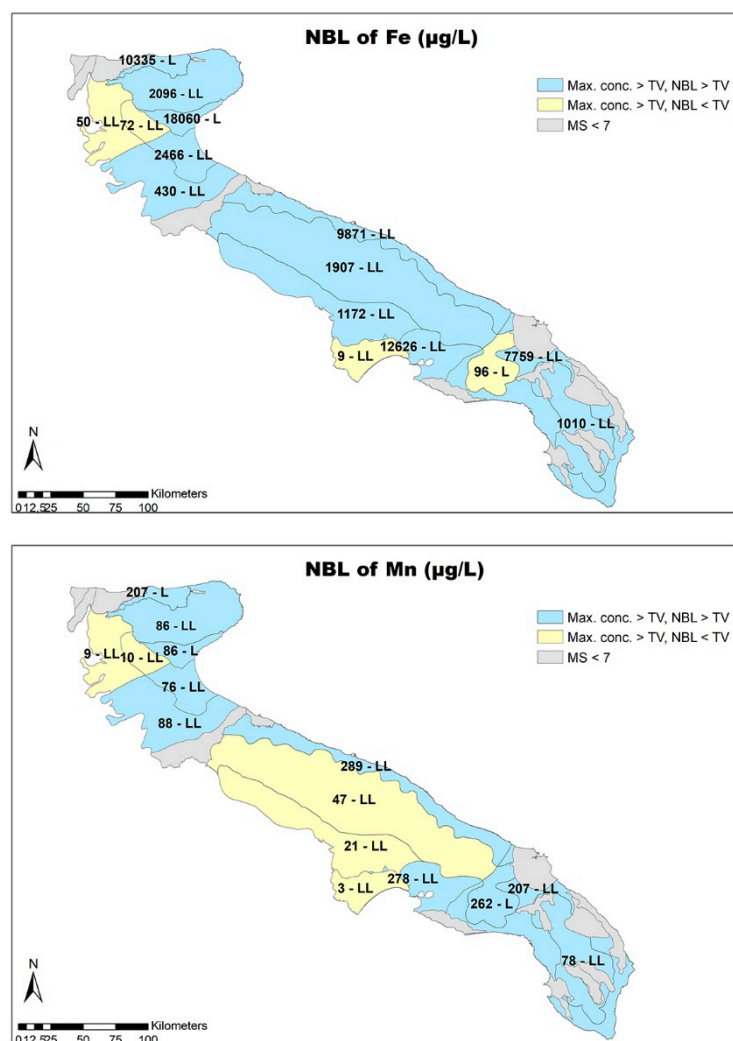 NBL of Fe (µg/L)
10335 - L
Max. conc. > TV, NBL > TV
2096 - LL
Max. conc. > TV, NBL < TV
50 - LL
72 - LL
18060 - L
MS < 7
2466 - LL
430 - LL
9871 - LL
1907 - LL
1172 - LL
12626 - LL
9 - LL
7759 - LL
96 - L
1010 - LL
N
Kilometers
0 12.5 25 50 75 100
NBL of Mn (µg/L)
207 - L
Max. conc. > TV, NBL > TV
86 - LL
Max. conc. > TV, NBL < TV
9 - LL
10 - LL
86 - L
MS < 7
76 - LL
88 - LL
289 - LL
47 - LL
21 - LL
278 - LL
3 - LL
207 - LL
262 - L
78 - LL
N
Kilometers
0 12.5 25 50 75 100